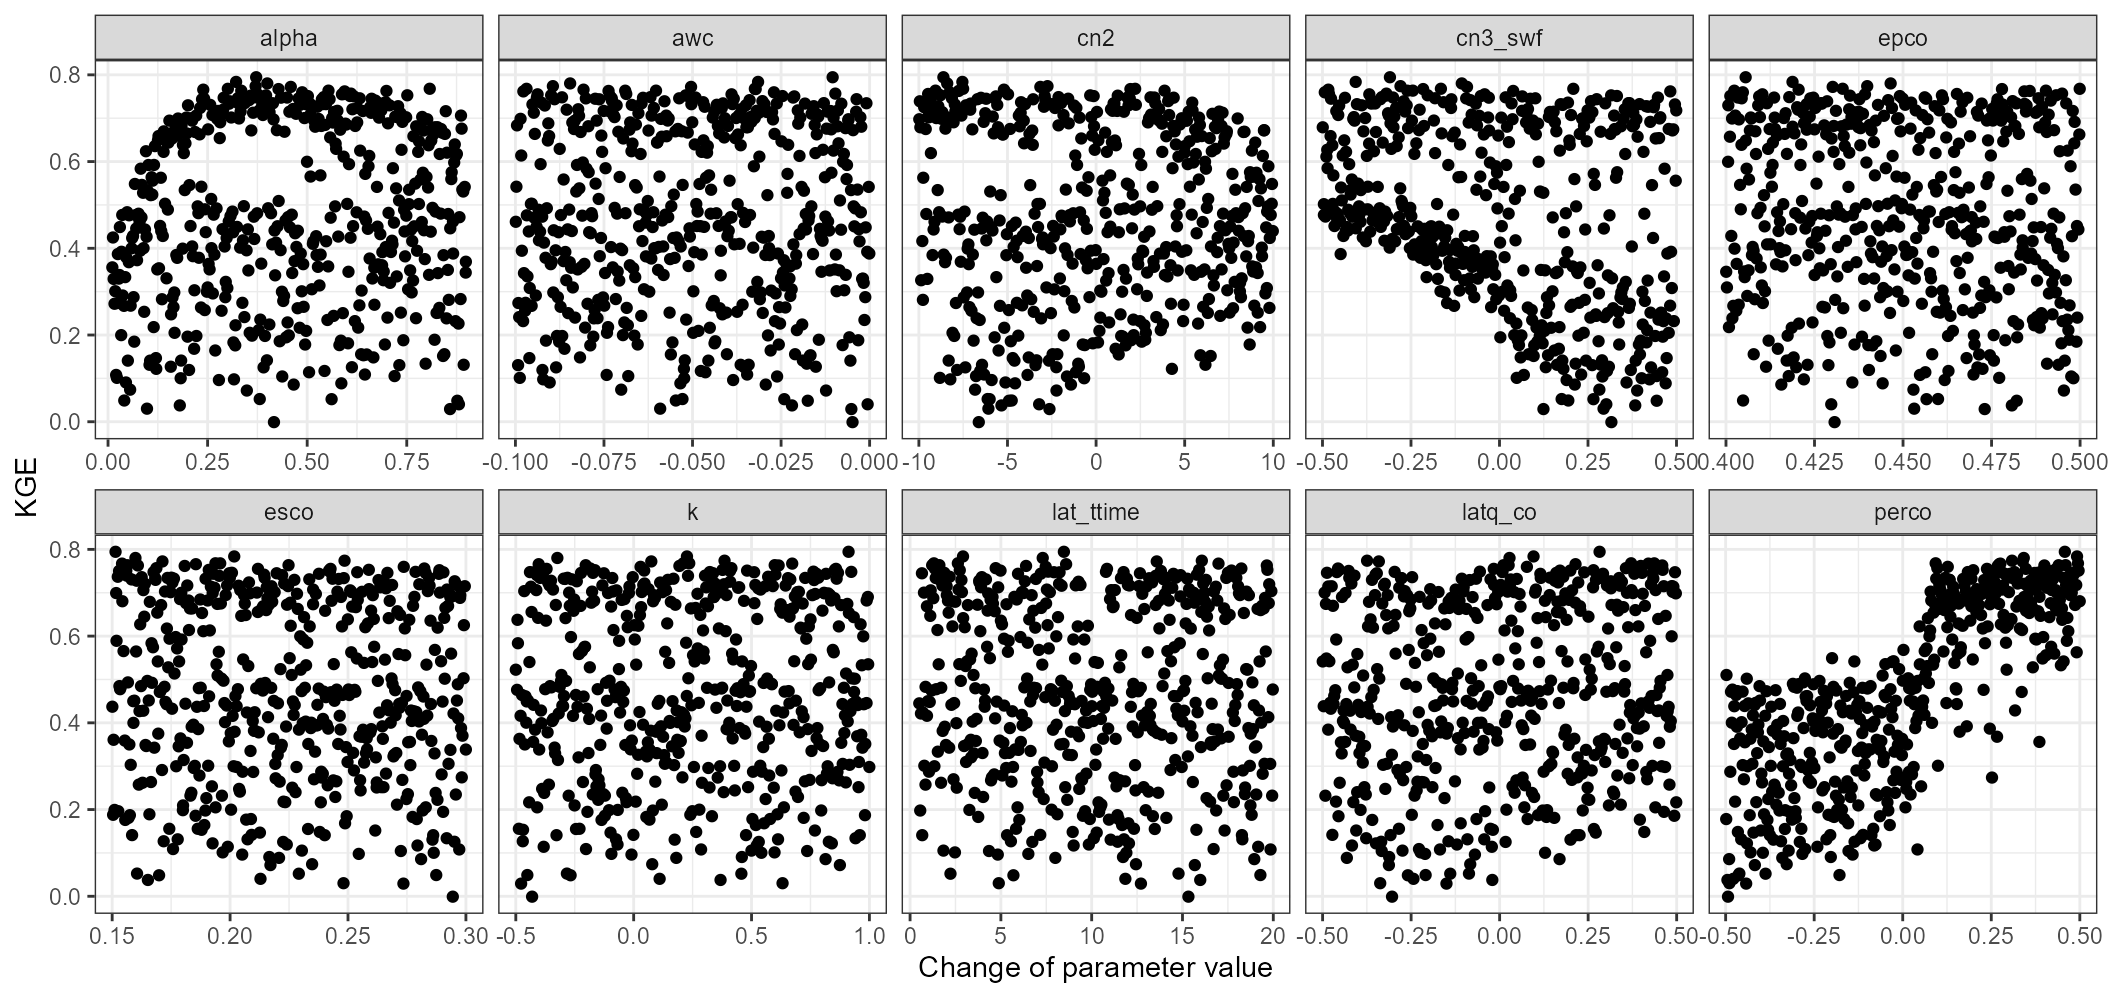 alpha awc cn2 cn3_swf epco
0.8
0.6
0.4
0.2
0.0
0.00 0.25 0.50 0.75 -0.100 -0.075 -0.050 -0.025 0.000 -10 -5 0 5 10 -0.50 -0.25 0.00 0.25 0.50 0.400 0.425 0.450 0.475 0.500
KGE
esco k lat_ttime latq_co perco
0.8
0.6
0.4
0.2
0.0
0.15 0.20 0.25 0.30 -0.5 0.0 0.5 1.0 0 5 10 15 20 -0.50 -0.25 0.00 0.25 0.50 -0.50 -0.25 0.00 0.25 0.50
Change of parameter value